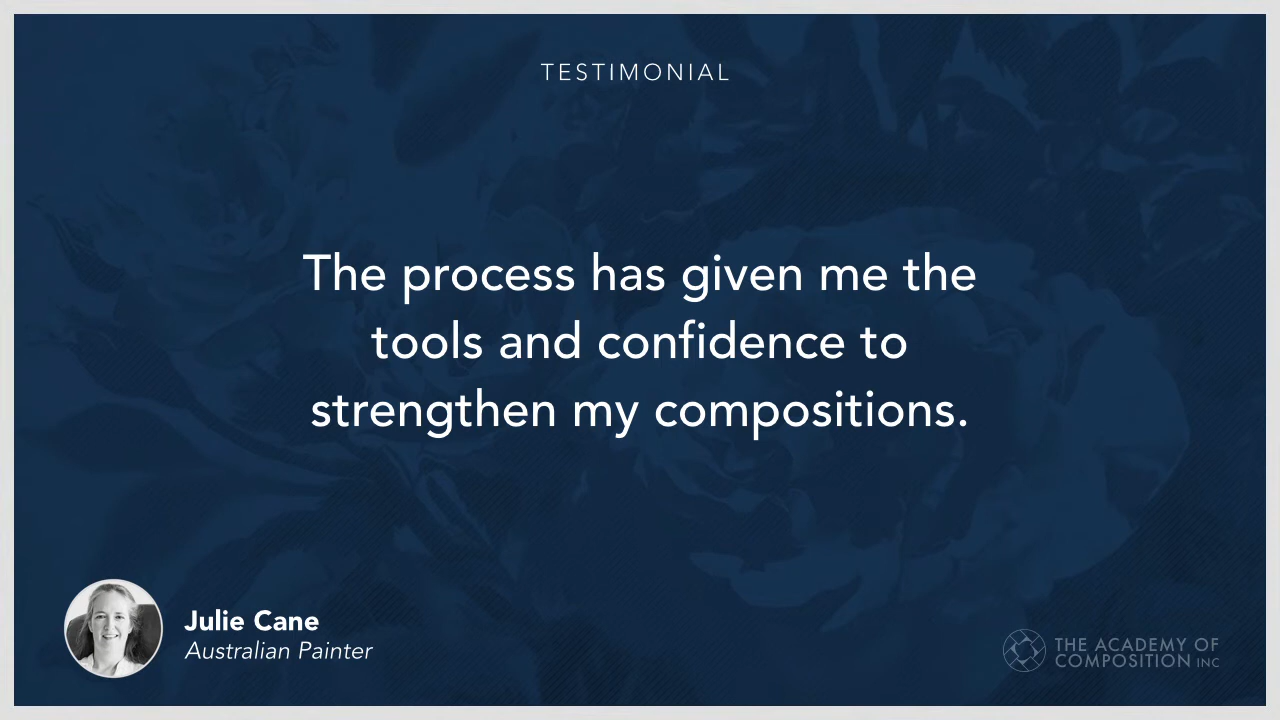 TESTIMONIAL
The process has given me the
tools and confidence to
strengthen my compositions.
Julie Cane
Australian Painter
THE ACADEMY OF
COMPOSITION INC